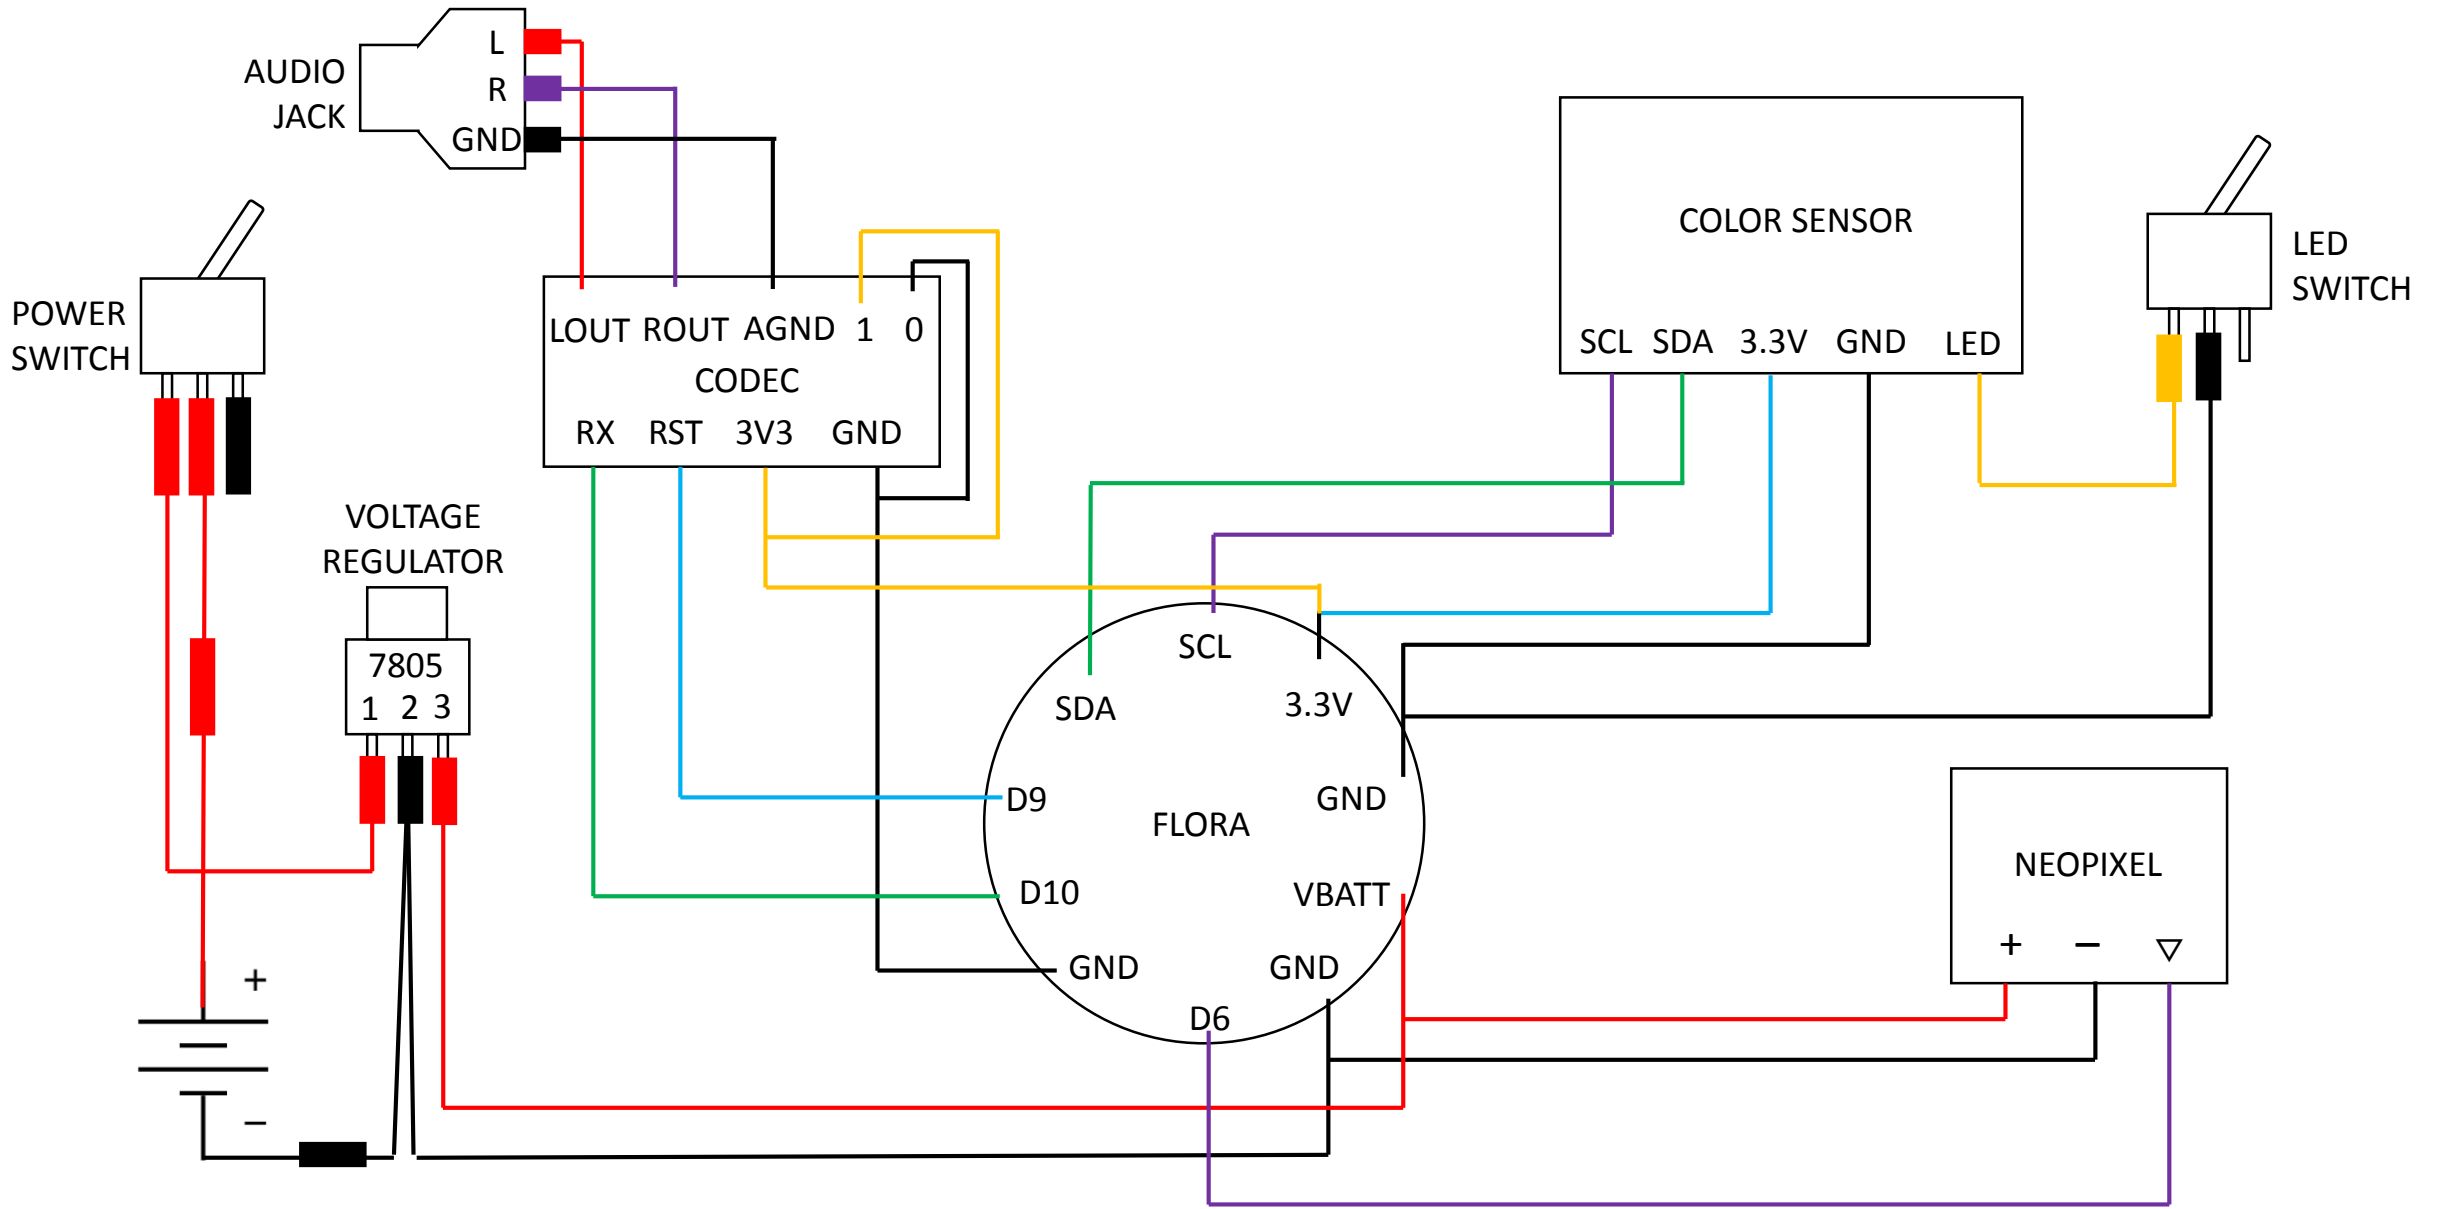 AUDIO
JACK
L
R
GND
POWER
SWITCH
LOUT ROUT AGND 1 0
CODEC
RX RST 3V3 GND
COLOR SENSOR
SCL SDA 3.3V GND LED
LED
SWITCH
VOLTAGE
REGULATOR
7805
1 2 3
SCL
SDA
3.3V
D9
GND
FLORA
D10
VBATT
GND
GND
D6
NEOPIXEL
+ −
+
−